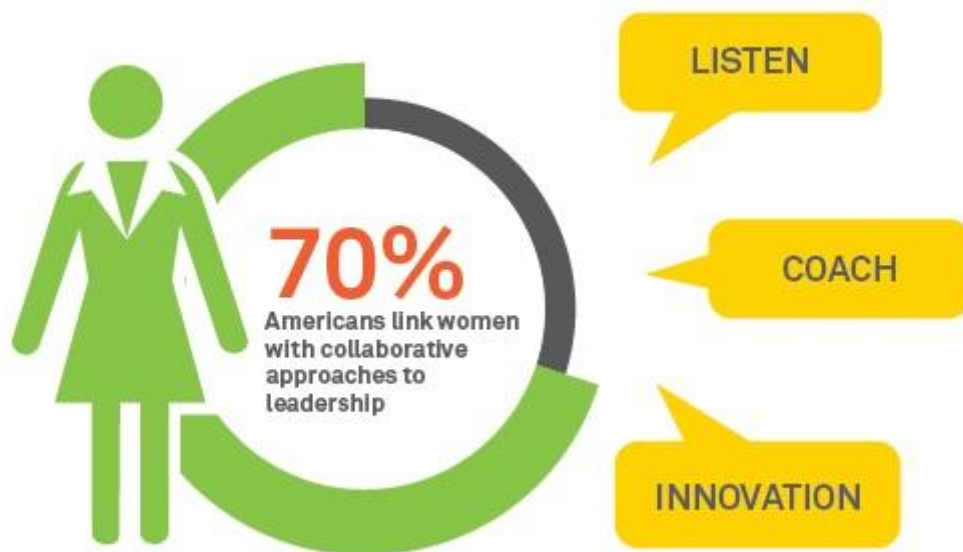 LISTEN
70%
Americans link women
with collaborative
approaches to
leadership
COACH
INNOVATION